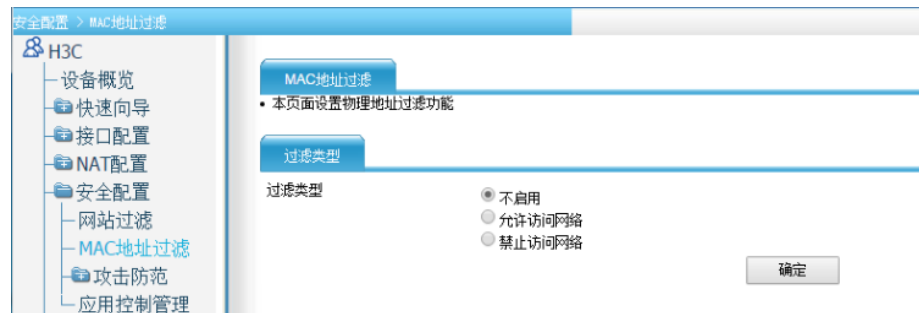 安全配置 > MAC地址过滤
H3C
设备概览
快速向导
接口配置
NAT配置
安全配置
网站过滤
MAC地址过滤
攻击防范
应用控制管理
MAC地址过滤
• 本页面设置物理地址过滤功能
过滤类型
过滤类型
不启用
允许访问网络
禁止访问网络
确定